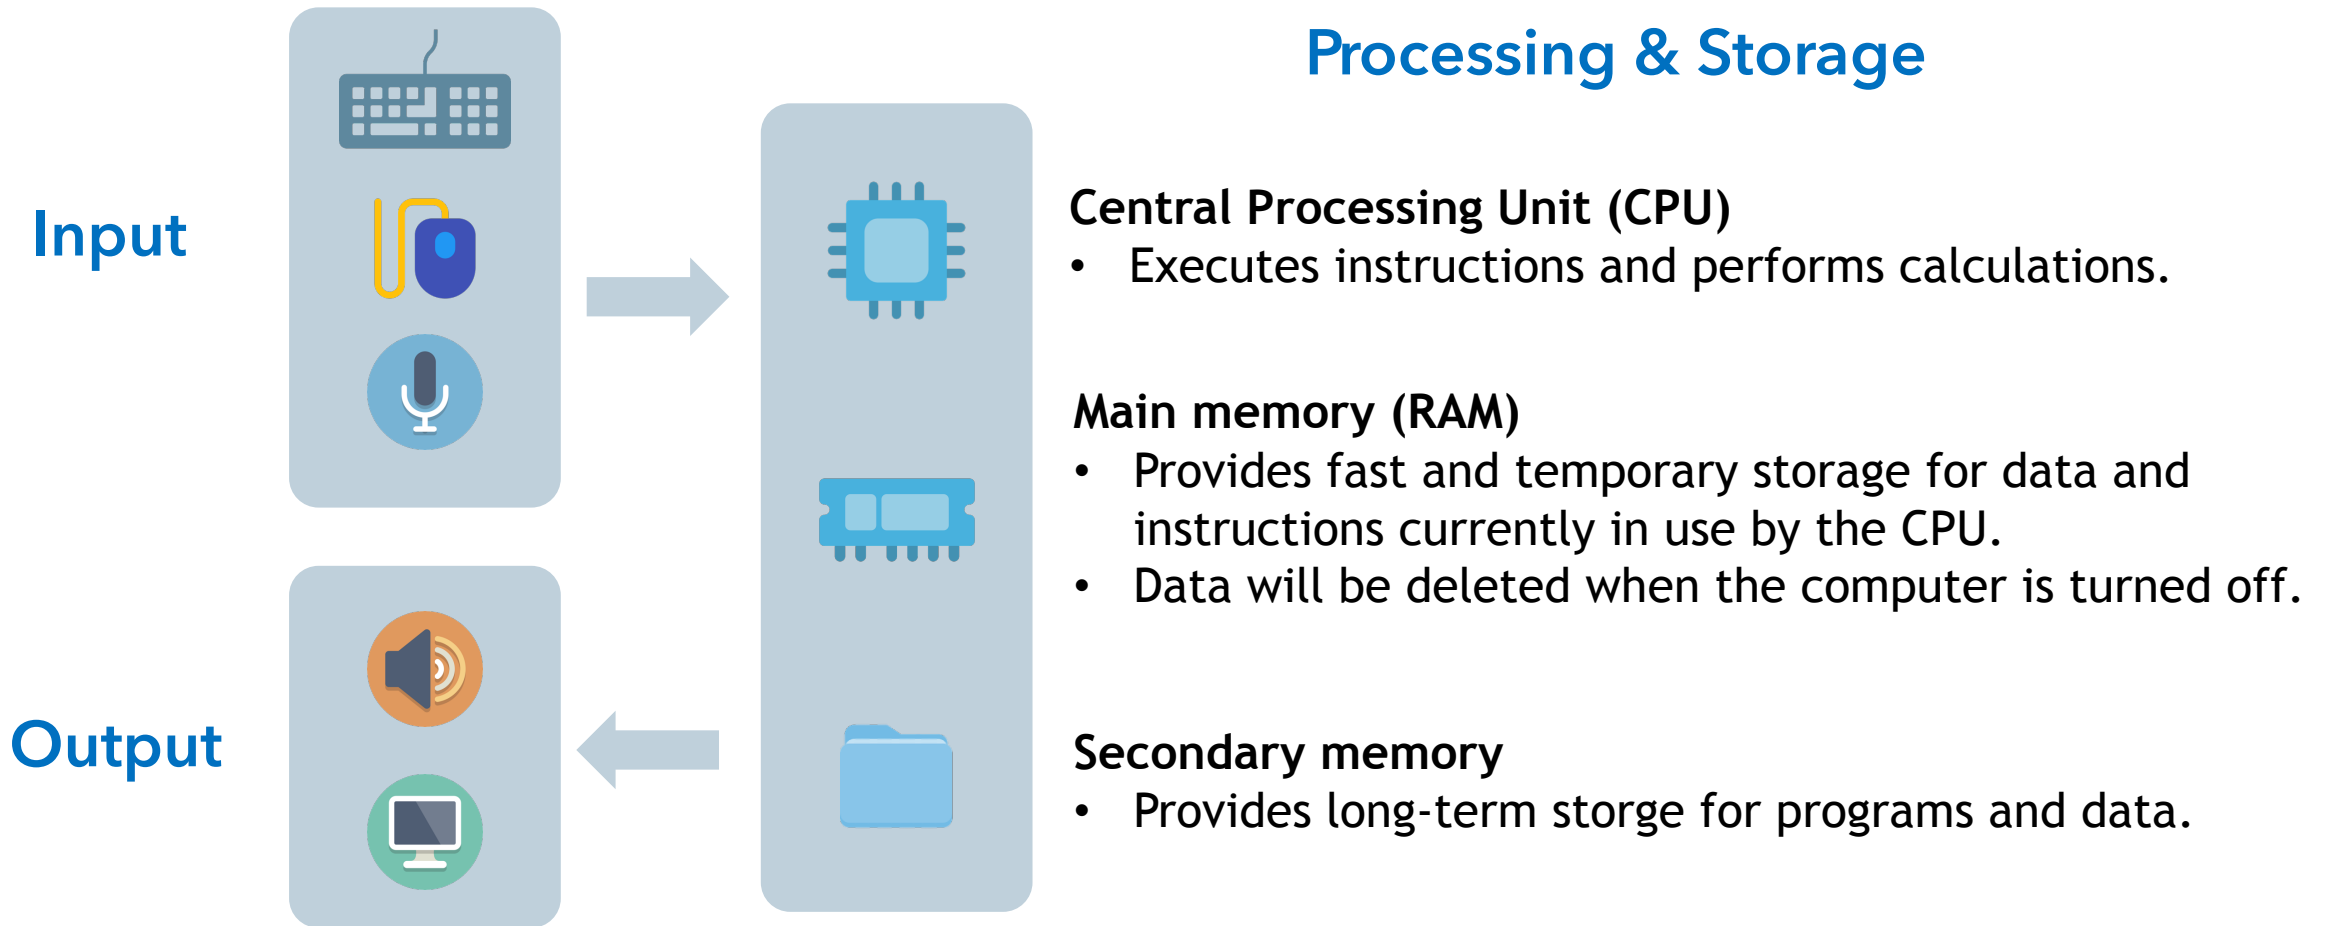 Processing & Storage
Input
Central Processing Unit (CPU)
• Executes instructions and performs calculations.
Main memory (RAM)
• Provides fast and temporary storage for data and
instructions currently in use by the CPU.
• Data will be deleted when the computer is turned off.
Output
Secondary memory
• Provides long-term storge for programs and data.